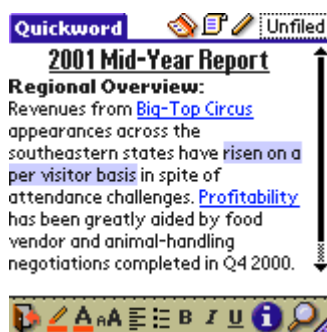 Quickword Unfiled
2001 Mid-Year Report
Regional Overview:
Revenues from Big-Top Circus
appearances across the
southeastern states have risen on a
per visitor basis in spite of
attendance challenges. Profitability
has been greatly aided by food
vendor and animal-handling
negotiations completed in Q4 2000.
A AA B I U i